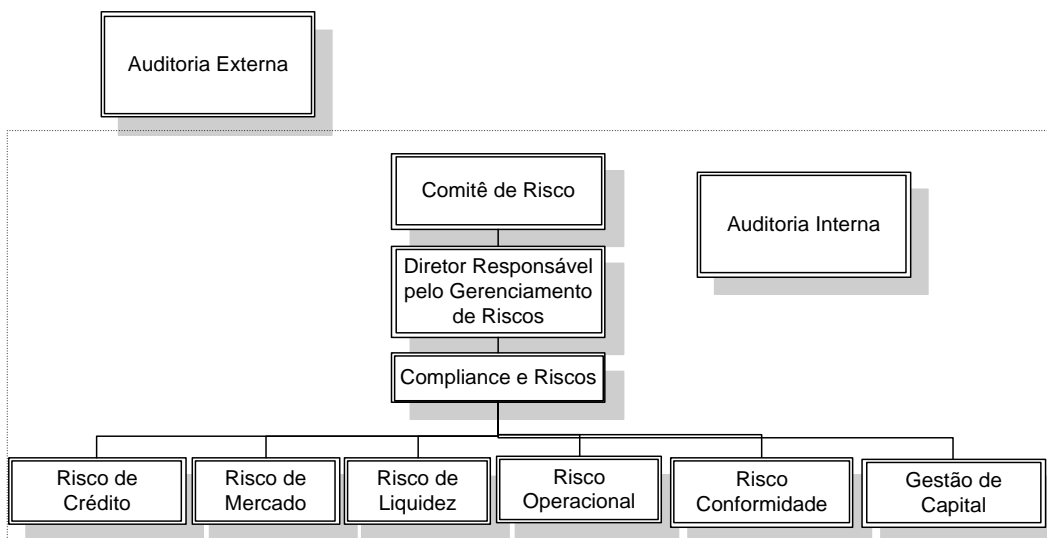 Auditoria Externa
Comitê de Risco
Auditoria Interna
Diretor Responsável
pelo Gerenciamento
de Riscos
Compliance e Riscos
Risco de
Crédito
Risco de
Mercado
Risco de
Liquidez
Risco
Operacional
Risco
Conformidade
Gestão de
Capital